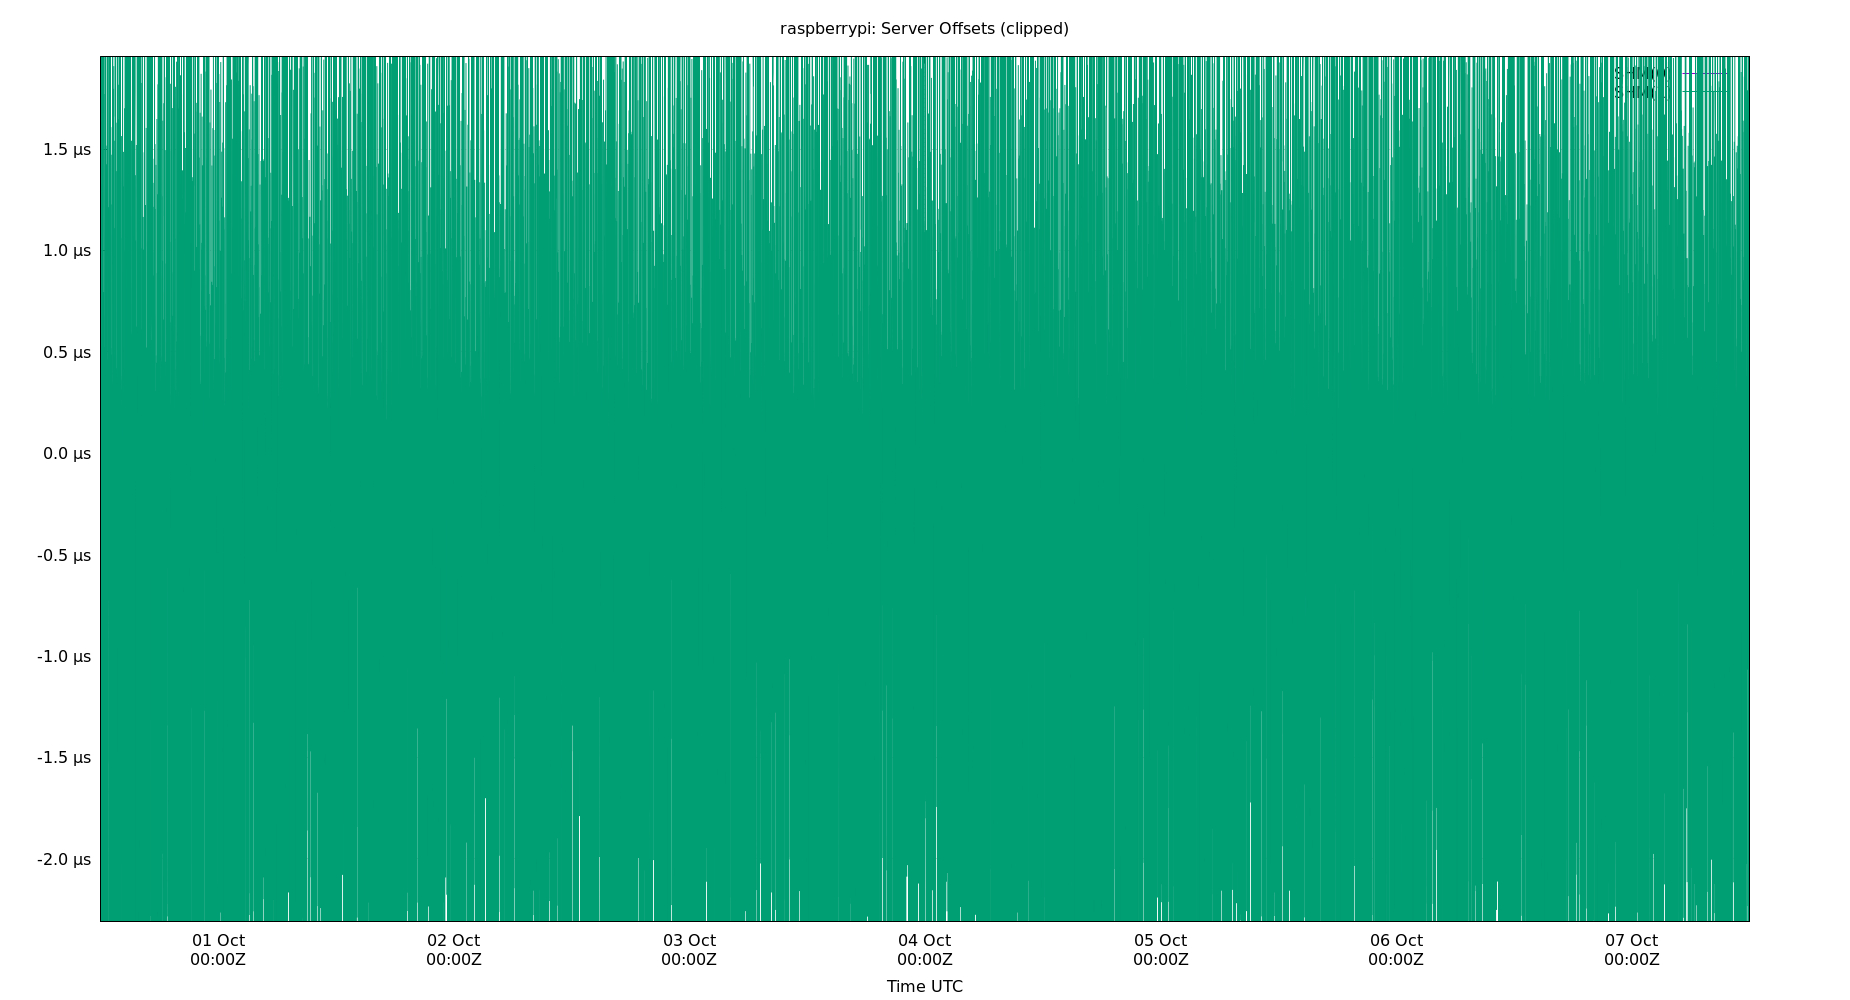 raspberrypi: Server Offsets (clipped)
1.5 µs
1.0 µs
0.5 µs
0.0 µs
-0.5 µs
-1.0 µs
-1.5 µs
-2.0 µs
01 Oct 02 Oct 03 Oct 04 Oct 05 Oct 06 Oct 07 Oct
00:00Z 00:00Z 00:00Z 00:00Z 00:00Z 00:00Z 00:00Z
Time UTC